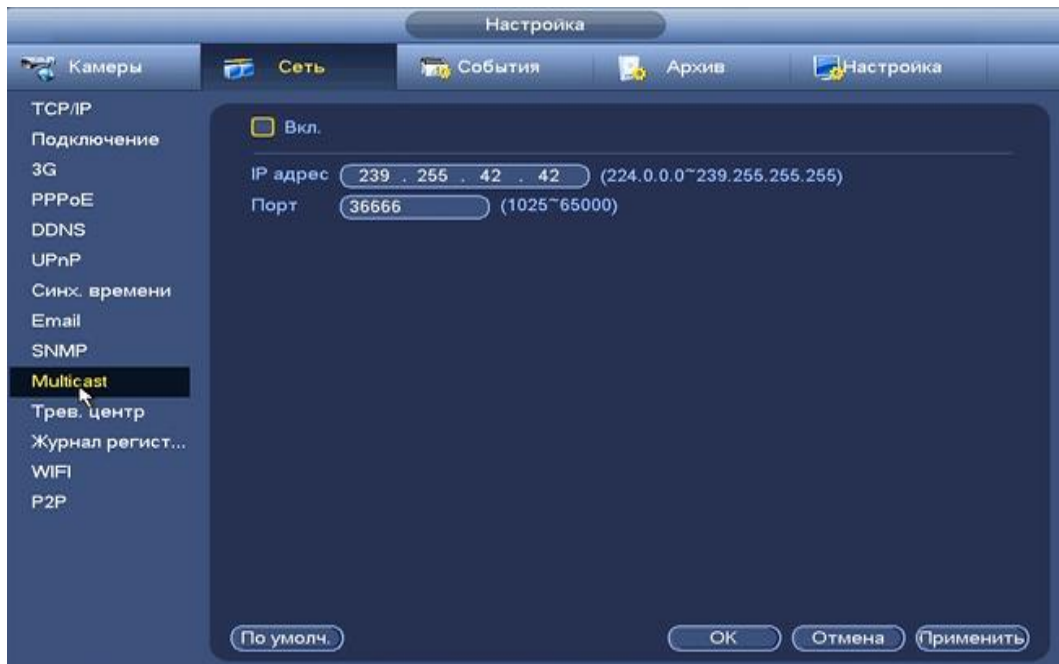 Настройка
Камеры
Сеть
События
Архив
Настройка
TCP/IP
Подключение
3G
PPPoE
DDNS
UPnP
Синх. времени
Email
SNMP
Multicast
Трев. центр
Журнал регист...
WIFI
P2P
Вкл.
IP адрес 239 . 255 . 42 . 42 (224.0.0.0~239.255.255.255)
Порт 36666 (1025~65000)
По умолч. OK Отмена Применить